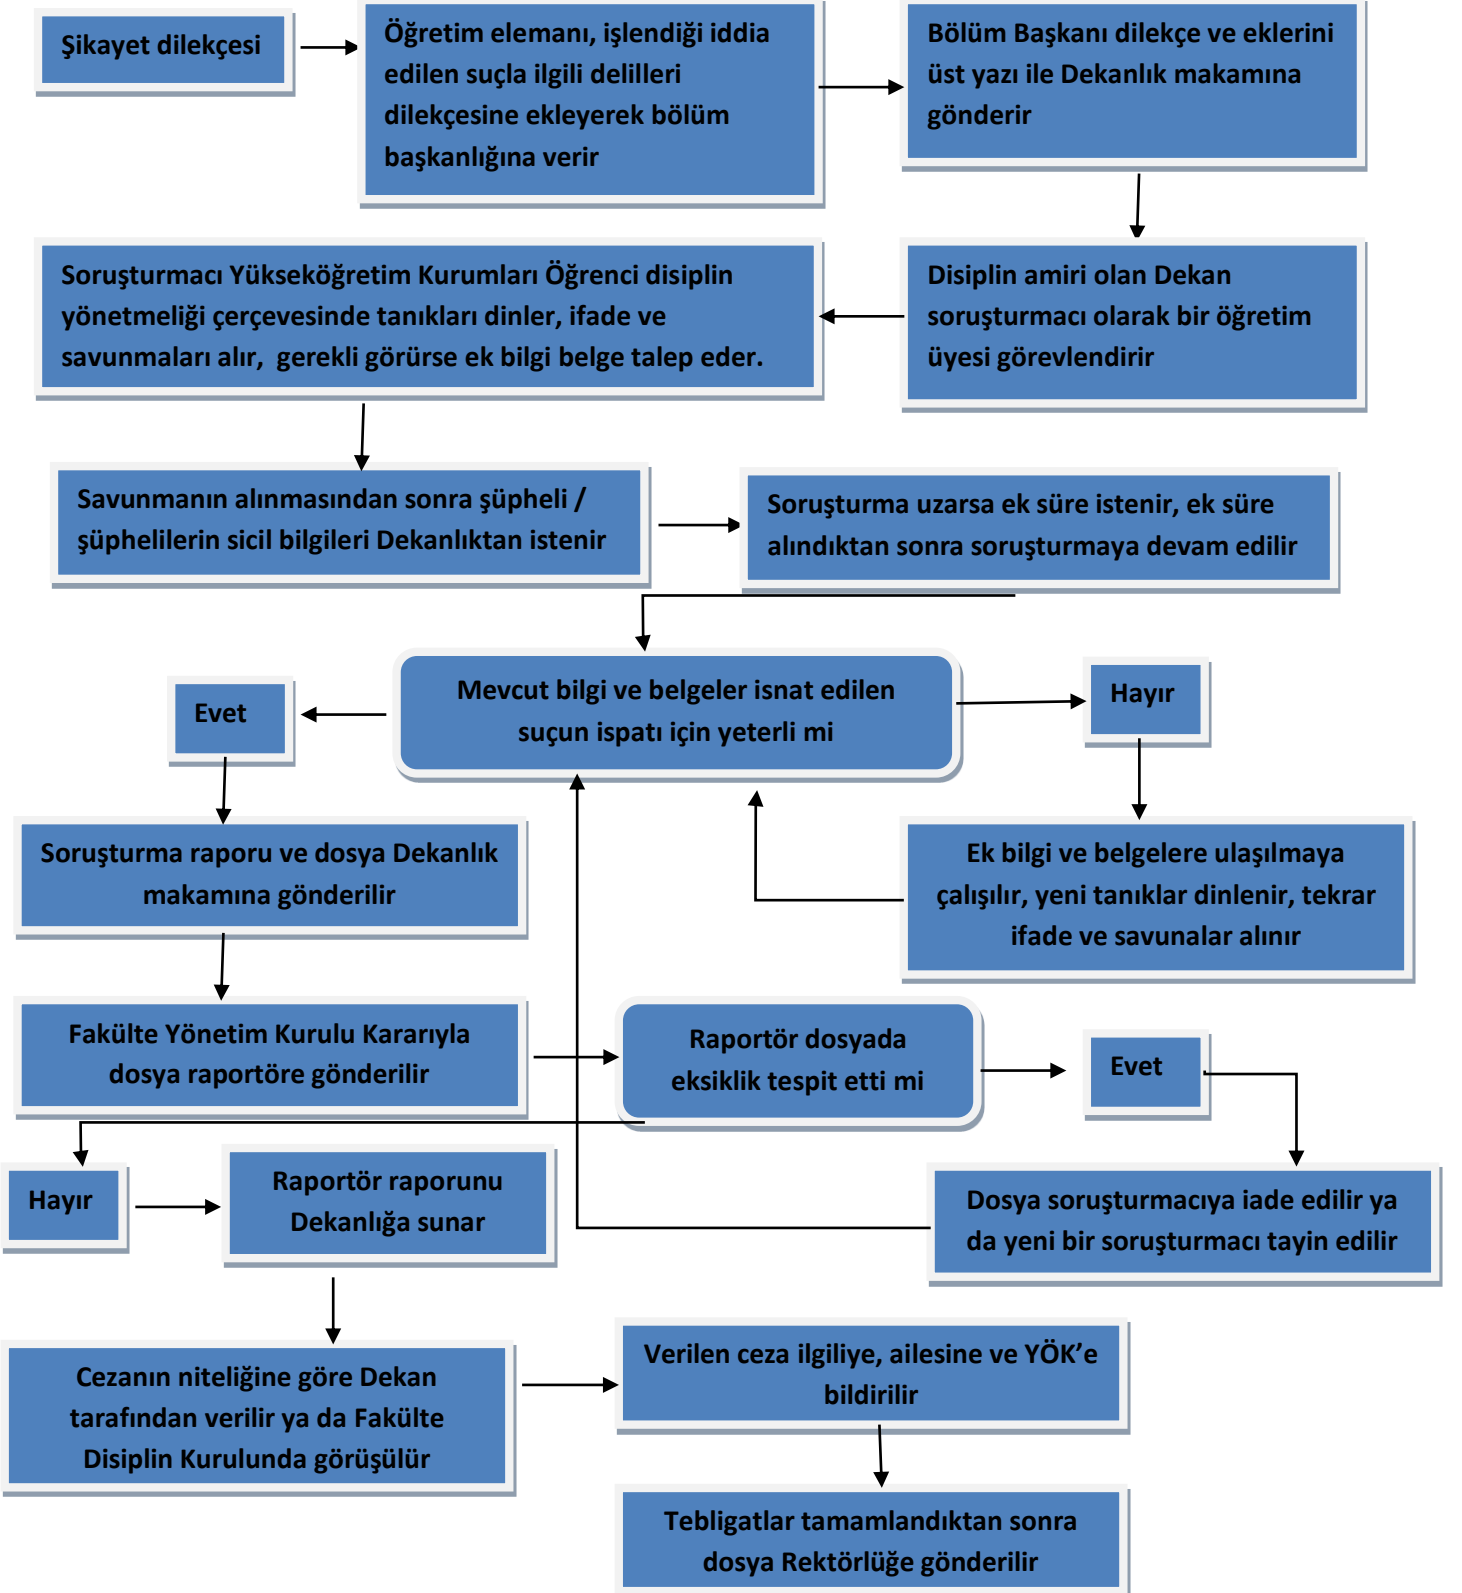 Şikayet dilekçesi
Öğretim elemanı, işlendiği iddia
edilen suçla ilgili delilleri
dilekçesine ekleyerek bölüm
başkanlığına verir
Bölüm Başkanı dilekçe ve eklerini
üst yazı ile Dekanlık makamına
gönderir
Disiplin amiri olan Dekan
soruşturmacı olarak bir öğretim
üyesi görevlendirir
Soruşturmacı Yükseköğretim Kurumları Öğrenci disiplin
yönetmeliği çerçevesinde tanıkları dinler, ifade ve
savunmaları alır, gerekli görürse ek bilgi belge talep eder.
Savunmanın alınmasından sonra şüpheli /
şüphelilerin sicil bilgileri Dekanlıktan istenir
Soruşturma uzarsa ek süre istenir, ek süre
alındıktan sonra soruşturmaya devam edilir
Mevcut bilgi ve belgeler isnat edilen
suçun ispatı için yeterli mi
Evet
Hayır
Soruşturma raporu ve dosya Dekanlık
makamına gönderilir
Ek bilgi ve belgelere ulaşılmaya
çalışılır, yeni tanıklar dinlenir, tekrar
ifade ve savunalar alınır
Fakülte Yönetim Kurulu Kararıyla
dosya raportöre gönderilir
Raportör dosyada
eksiklik tespit etti mi
Evet
Hayır
Raportör raporunu
Dekanlığa sunar
Dosya soruşturmacıya iade edilir ya
da yeni bir soruşturmacı tayin edilir
Cezanın niteliğine göre Dekan
tarafından verilir ya da Fakülte
Disiplin Kurulunda görüşülür
Verilen ceza ilgiliye, ailesine ve YÖK’e
bildirilir
Tebligatlar tamamlandıktan sonra
dosya Rektörlüğe gönderilir